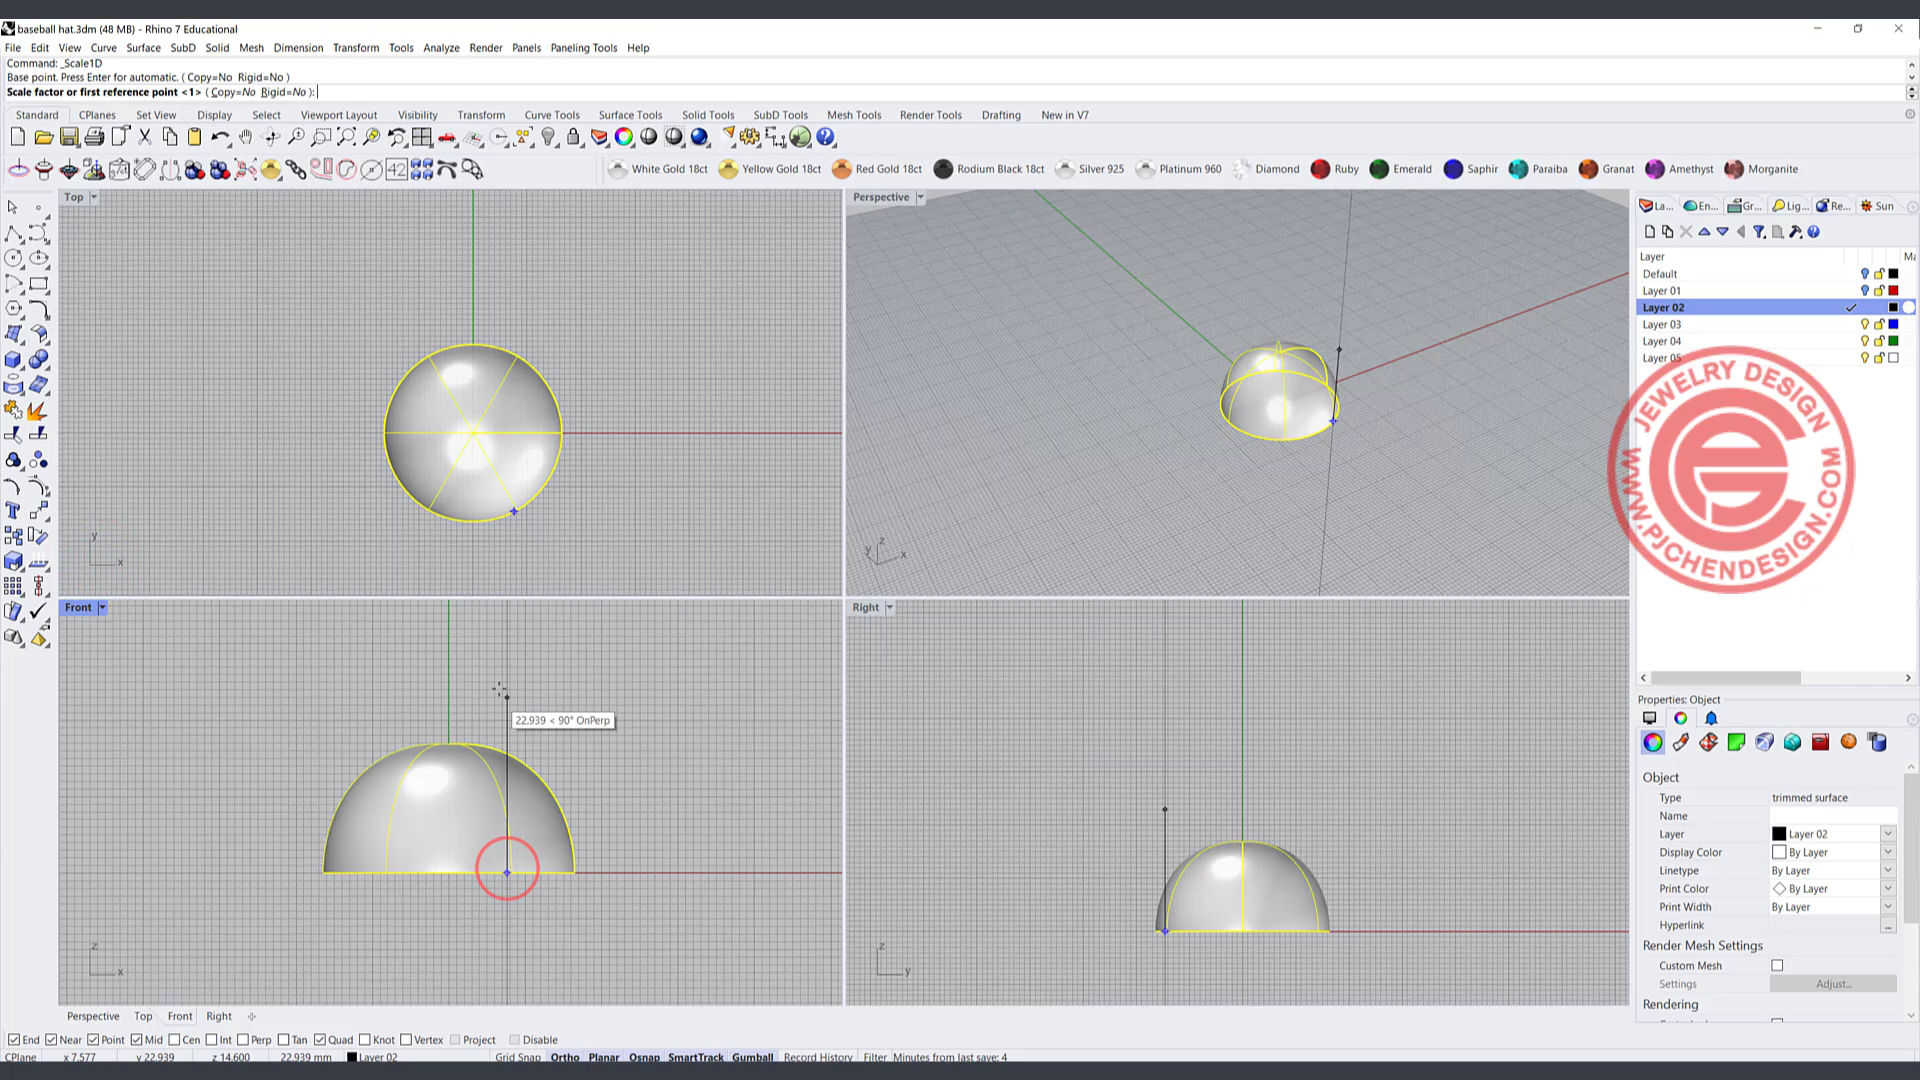 baseball hat.3dm (48 MB) - Rhino 7 Educational
File Edit View Curve Surface SubD Solid Mesh Dimension Transform Tools Analyze Render Panels Paneling Tools Help
Command: _Scale1D
Base point. Press Enter for automatic. ( Copy=No Rigid=No )
Scale factor or first reference point <1> ( Copy=No Rigid=No ):
Standard CPlanes Set View Display Select Viewport Layout Visibility Transform Curve Tools Surface Tools Solid Tools SubD Tools Mesh Tools Render Tools Drafting New in V7
42 White Gold 18ct Yellow Gold 18ct Red Gold 18ct Rodium Black 18ct Silver 925 Platinum 960 Diamond Ruby Emerald Saphir Paraiba Granat Amethyst Morganite
Top
Perspective
La... En... Gr... Lig... Re... Sun
Layer
Default
Layer 01
Layer 02
Layer 03
Layer 04
Layer 05
JEWELRY DESIGN
WWW.PJCHENDESIGN.COM
y
x
z
y
x
Front
Right
22.939 < 90° OnPerp
z
x
z
y
Properties: Object
Object
Type trimmed surface
Name
Layer Layer 02
Display Color By Layer
Linetype By Layer
Print Color By Layer
Print Width By Layer
Hyperlink ...
Render Mesh Settings
Custom Mesh
Settings Adjust...
Rendering
Perspective Top Front Right
End Near Point Mid Cen Int Perp Tan Quad Knot Vertex Project Disable
CPlane x 7.577 y 22.939 z 14.600 22.939 mm Layer 02 Grid Snap Ortho Planar Osnap SmartTrack Gumball Record History Filter Minutes from last save: 4